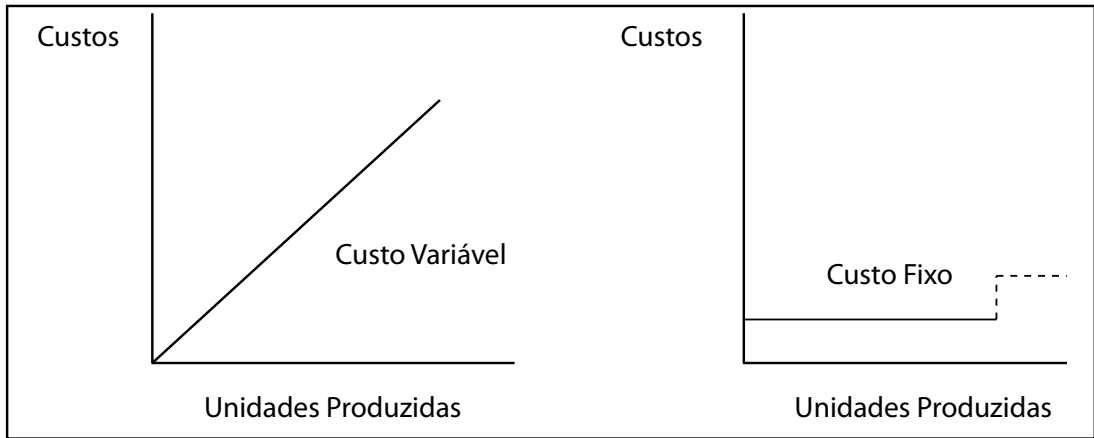 Custos
Custo Variável
Unidades Produzidas
Custos
Custo Fixo
Unidades Produzidas